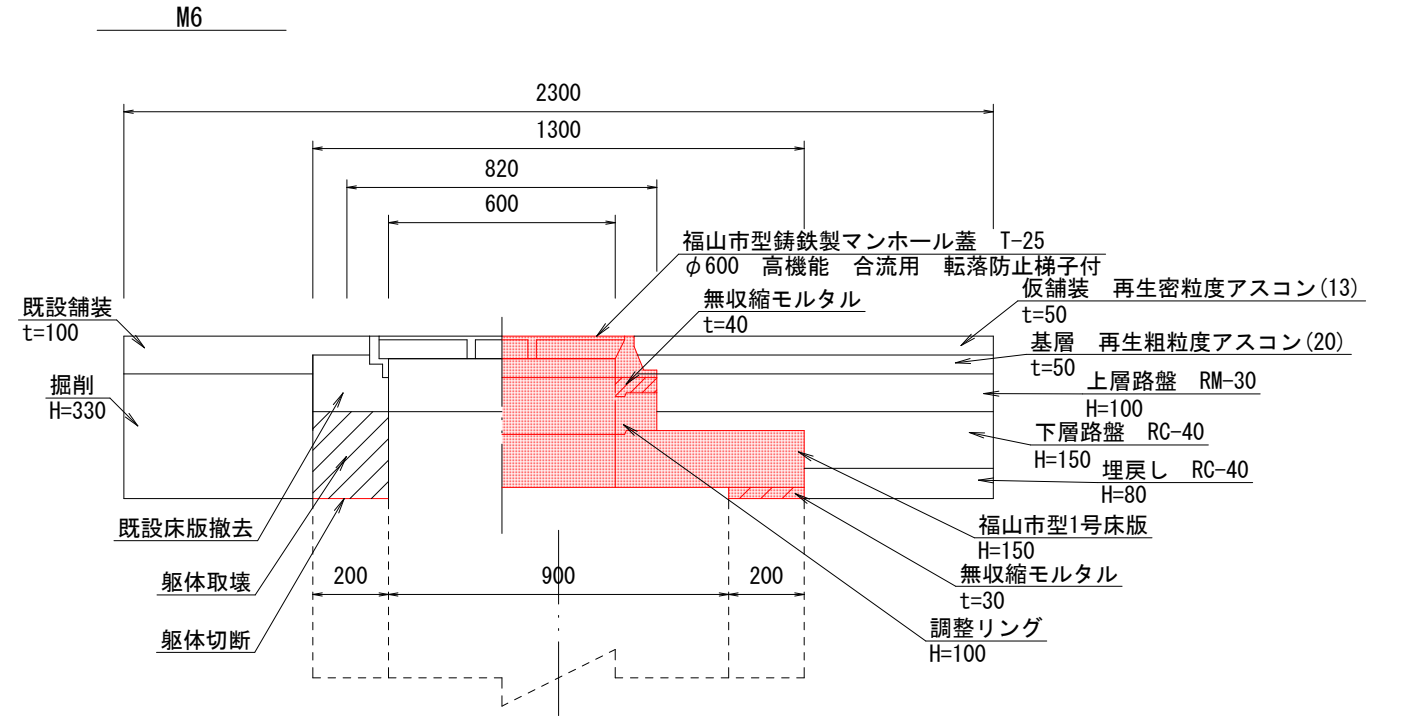 M6
2300
1300
820
600
福山市型鋳鉄製マンホール蓋　T-25
φ600　高機能　合流用　転落防止梯子付
無収縮モルタル
t=40
既設舗装
t=100
掘削
H=330
仮舗装　再生密粒度アスコン(13)
t=50
基層　再生粗粒度アスコン(20)
t=50
上層路盤　RM-30
H=100
下層路盤　RC-40
H=150
埋戻し　RC-40
H=80
福山市型1号床版
H=150
無収縮モルタル
t=30
調整リング
H=100
既設床版撤去
躯体取壊
躯体切断
200
900
200